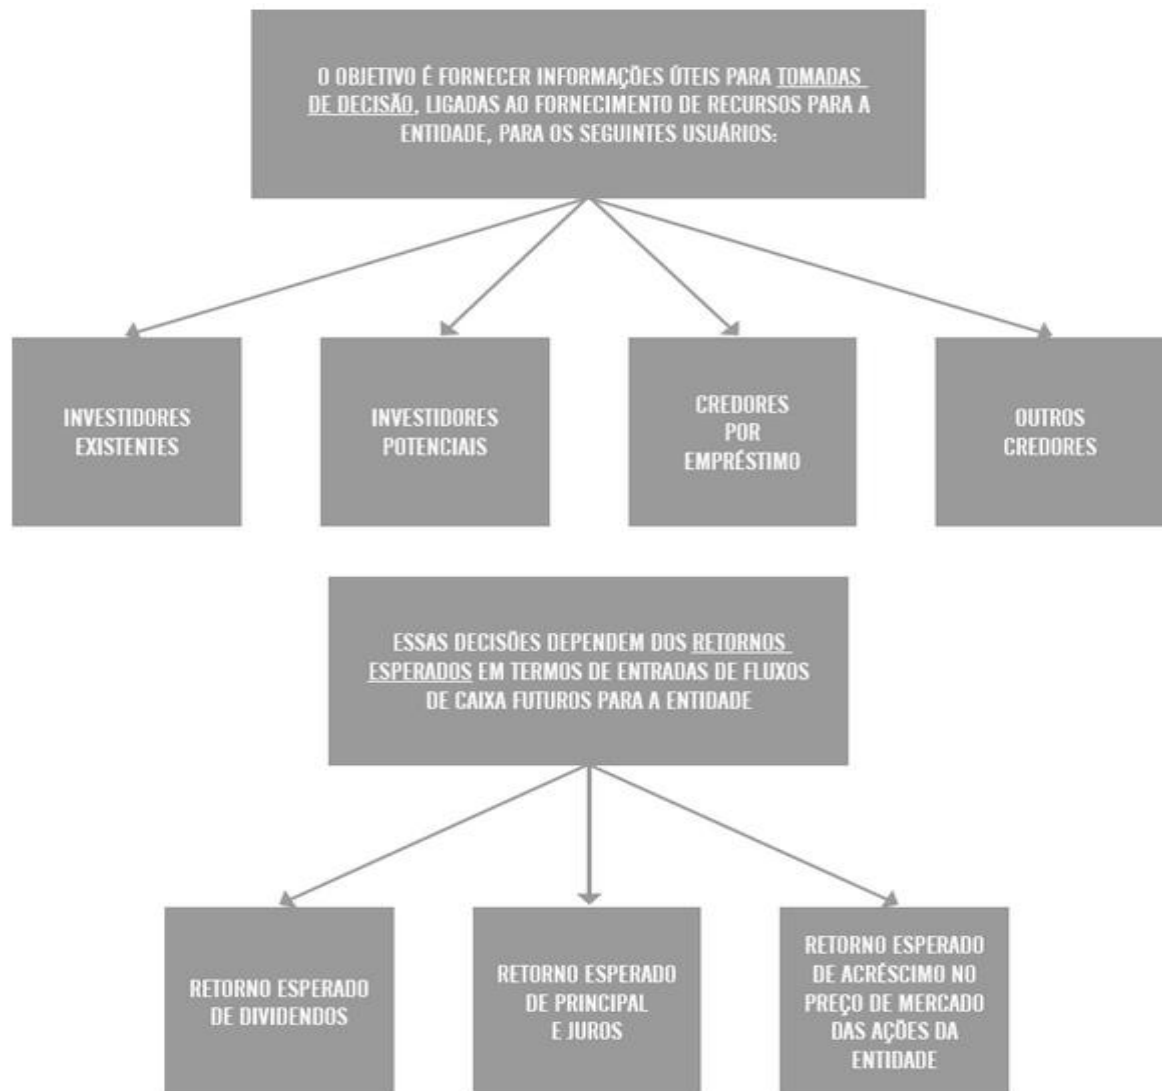 O OBJETIVO É FORNECER INFORMAÇÕES ÚTEIS PARA TOMADAS
DE DECISÃO, LIGADAS AO FORNECIMENTO DE RECURSOS PARA A
ENTIDADE, PARA OS SEGUINTES USUÁRIOS:
INVESTIDORES
EXISTENTES
INVESTIDORES
POTENCIAIS
CREDORES
POR
EMPRÉSTIMO
OUTROS
CREDORES
ESSAS DECISÕES DEPENDEM DOS RETORNOS
ESPERADOS EM TERMOS DE ENTRADAS DE FLUXOS
DE CAIXA FUTUROS PARA A ENTIDADE
RETORNO ESPERADO
DE DIVIDENDOS
RETORNO ESPERADO
DE PRINCIPAL
E JUROS
RETORNO ESPERADO
DE ACRÉSCIMO NO
PREÇO DE MERCADO
DAS AÇÕES DA
ENTIDADE